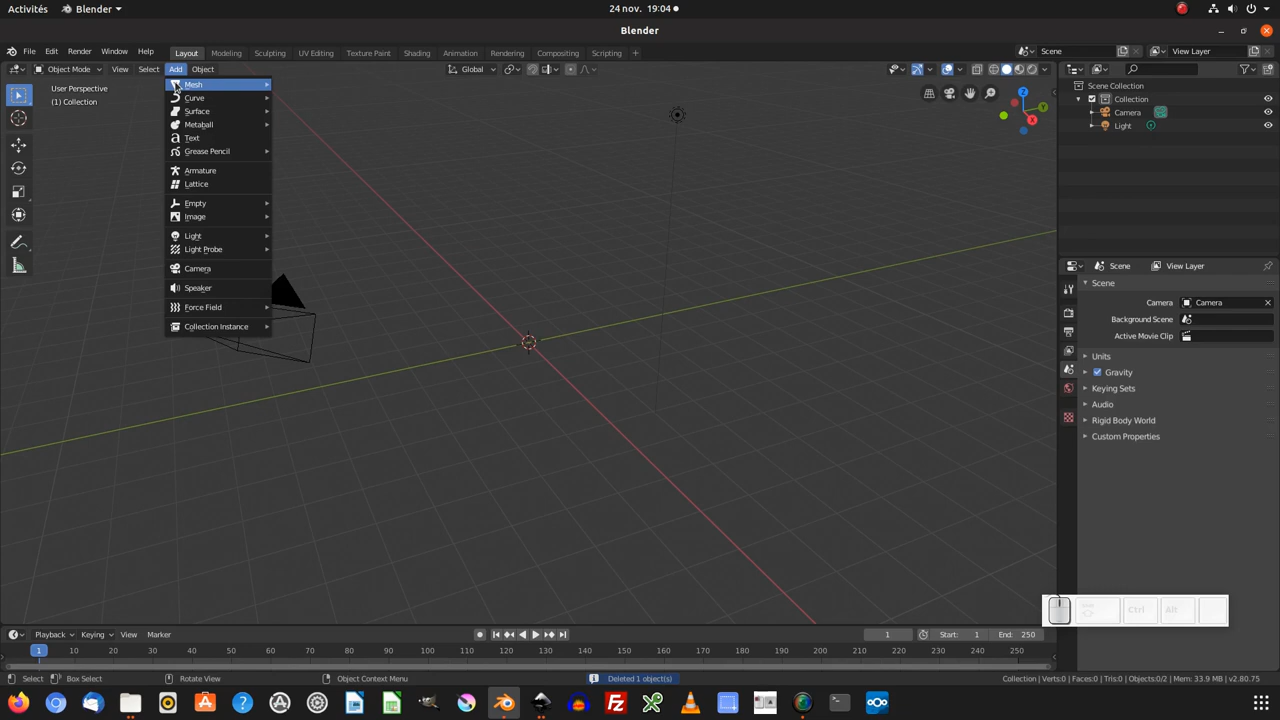 Activités
Blender
24 nov. 19:04
Blender
File Edit Render Window Help
Layout Modeling Sculpting UV Editing Texture Paint Shading Animation Rendering Compositing Scripting +
Scene
View Layer
Object Mode View Select Add Object
Global
User Perspective
(1) Collection
Mesh
Curve
Surface
Metaball
Text
Grease Pencil
Armature
Lattice
Empty
Image
Light
Light Probe
Camera
Speaker
Force Field
Collection Instance
Z
Y
X
Scene Collection
Collection
Camera
Light
Scene
View Layer
Scene
Camera Camera
Background Scene
Active Movie Clip
Units
Gravity
Keying Sets
Audio
Rigid Body World
Custom Properties
Ctrl Alt
Playback Keying View Marker
1 Start: 1 End: 250
1 10 20 30 40 50 60 70 80 90 100 110 120 130 140 150 160 170 180 190 200 210 220 230 240 250
Select Box Select Rotate View Object Context Menu
Deleted 1 object(s)
Collection | Verts:0 | Faces:0 | Tris:0 | Objects:0/2 | Mem: 33.9 MB | v2.80.75